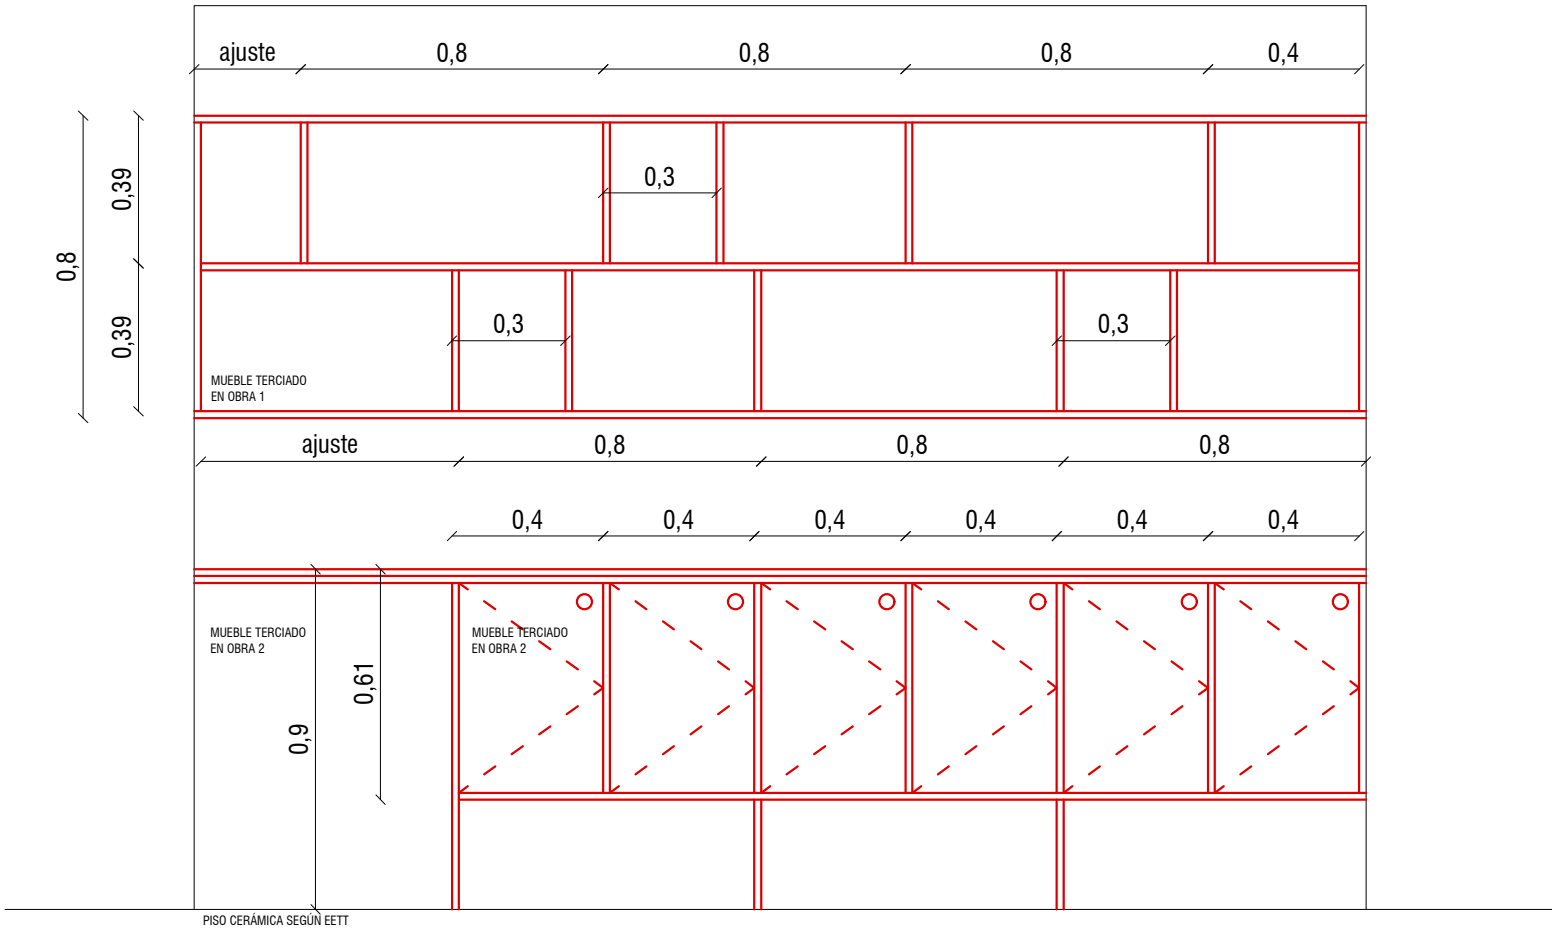 ajuste 0,8 0,8 0,8 0,4
0,39
0,3
0,8
0,39
0,3 0,3
MUEBLE TERCIADO
EN OBRA 1
ajuste 0,8 0,8 0,8
0,4 0,4 0,4 0,4 0,4 0,4
MUEBLE TERCIADO
EN OBRA 2
MUEBLE TERCIADO
EN OBRA 2
0,61
0,9
PISO CERÁMICA SEGÚN EETT